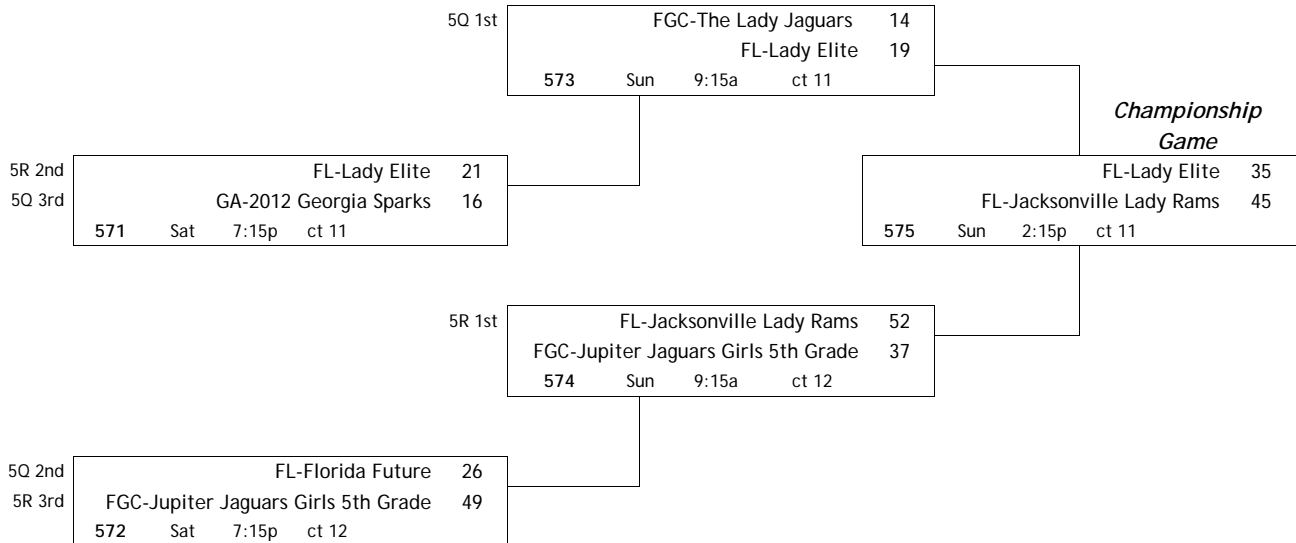 5Q 1st FGC-The Lady Jaguars 14
FL-Lady Elite 19
573 Sun 9:15a ct 11
Championship
Game
5R 2nd FL-Lady Elite 21
5Q 3rd GA-2012 Georgia Sparks 16
571 Sat 7:15p ct 11
FL-Lady Elite 35
FL-Jacksonville Lady Rams 45
575 Sun 2:15p ct 11
5R 1st FL-Jacksonville Lady Rams 52
FGC-Jupiter Jaguars Girls 5th Grade 37
574 Sun 9:15a ct 12
5Q 2nd FL-Florida Future 26
5R 3rd FGC-Jupiter Jaguars Girls 5th Grade 49
572 Sat 7:15p ct 12